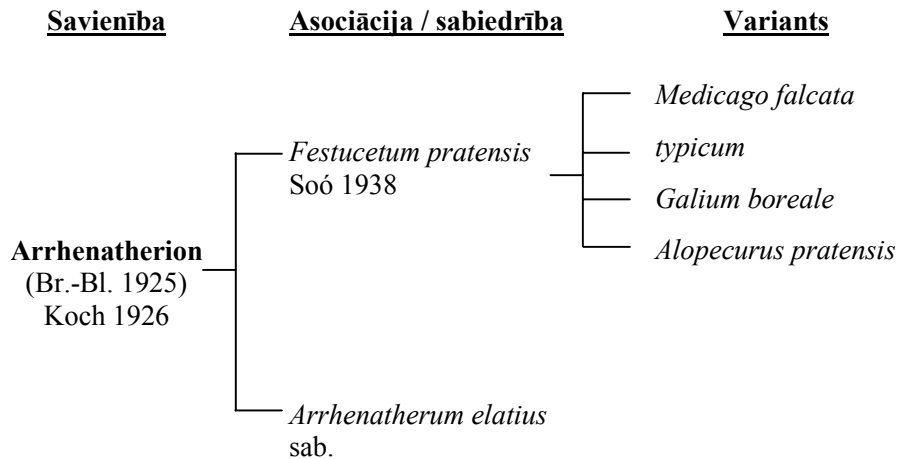 Savienība Asociācija / sabiedrība Variants
Medicago falcata
Festucetum pratensis
typicum
Soó 1938
Galium boreale
Arrhenatherion
Alopecurus pratensis
(Br.-Bl. 1925)
Koch 1926
Arrhenatherum elatius
sab.